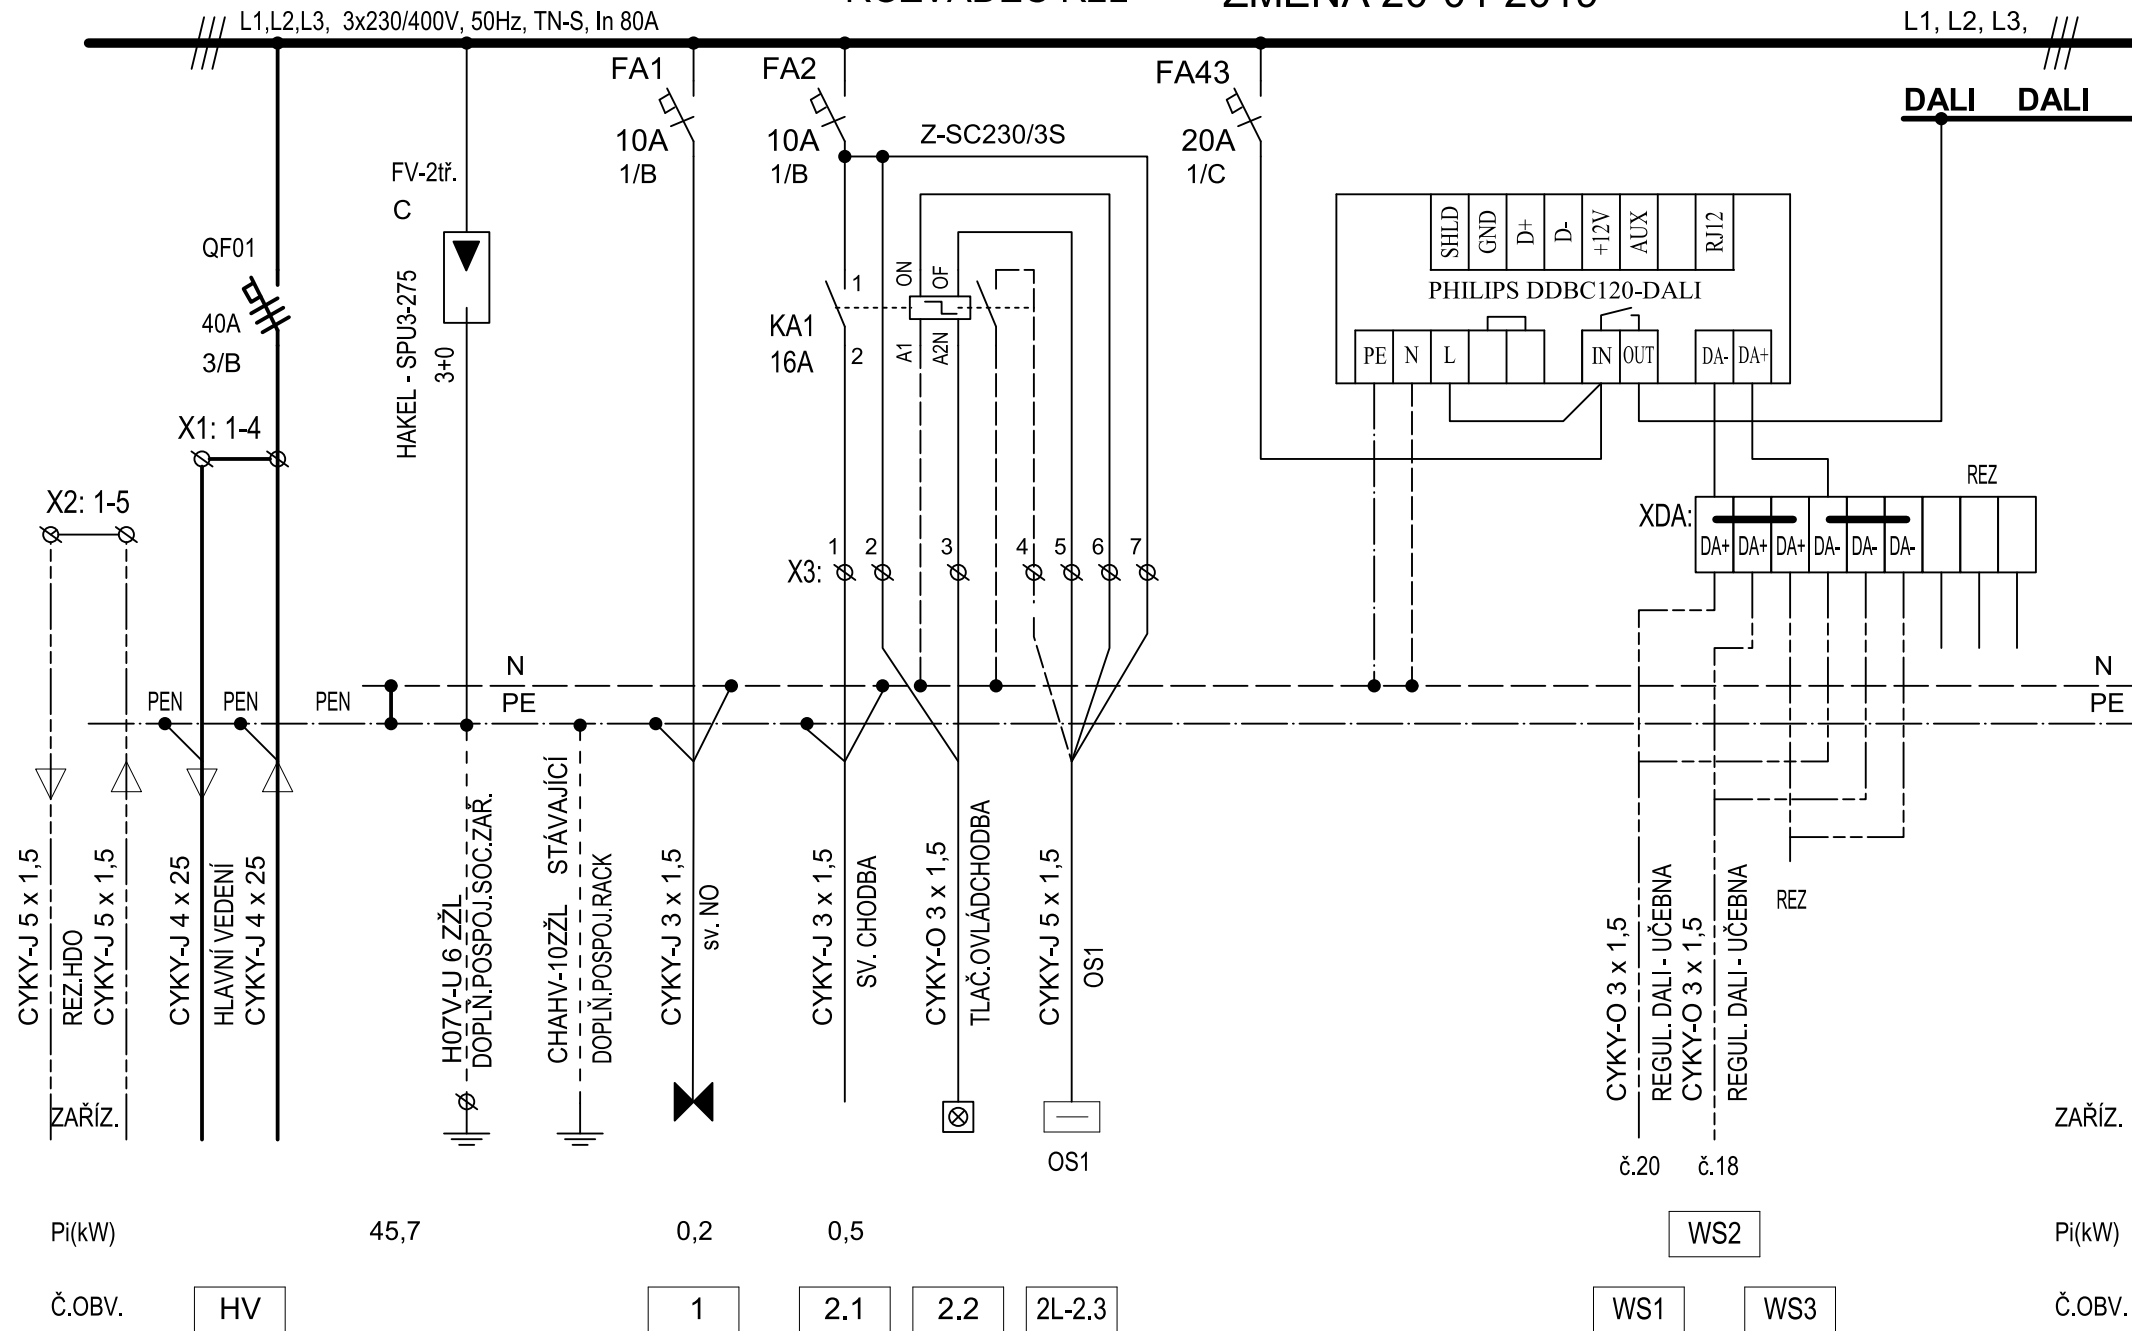 L1,L2,L3, 3x230/400V, 50Hz, TN-S, In 80A
L1, L2, L3,
DALI DALI
FA1
10A
1/B
FA2
10A
1/B
Z-SC230/3S
FA43
20A
1/C
FV-2tř.
C
HAKEL - SPU3-275
3+0
QF01
40A
3/B
X1: 1-4
X2: 1-5
KA1
16A
1
2
ON
OF
A1
A2N
SHLD
GND
D+
D-
+12V
AUX
RJ12
PHILIPS DDBC120-DALI
PE N L IN OUT DA- DA+
REZ
XDA:
DA+ DA+ DA+ DA- DA- DA-
X3: 1 2 3 4 5 6 7
N
PE
N
PE
PEN PEN PEN
CYKY-J 5 x 1,5
REZ.HDO
CYKY-J 5 x 1,5
CYKY-J 4 x 25
HLAVNÍ VEDENÍ
CYKY-J 4 x 25
H07V-U 6 ZŽL
DOPLŇ.POSPOJ.SOC.ZAŘ.
CHAHV-10ZŽL STÁVAJÍCÍ
DOPLŇ.POSPOJ.RACK
CYKY-J 3 x 1,5
sv. NO
CYKY-J 3 x 1,5
SV. CHODBA
CYKY-O 3 x 1,5
TLAČ.OVLÁDCHODBA
CYKY-J 5 x 1,5
OS1
CYKY-O 3 x 1,5
REGUL. DALI - UČEBNA
CYKY-O 3 x 1,5
REGUL. DALI - UČEBNA
REZ
ZAŘÍZ.
OS1
č.20
č.18
ZAŘÍZ.
Pi(kW) 45,7 0,2 0,5 WS2 Pi(kW)
Č.OBV. HV 1 2.1 2.2 2L-2.3 WS1 WS3 Č.OBV.